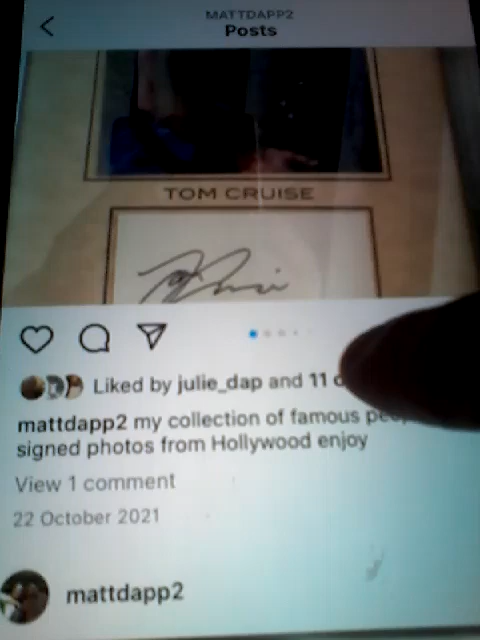 MATTDAPP2
Posts
TOM CRUISE
Liked by julie_dap and 11
mattdapp2 my collection of famous
signed photos from Hollywood enjoy
View 1 comment
22 October 2021
mattdapp2